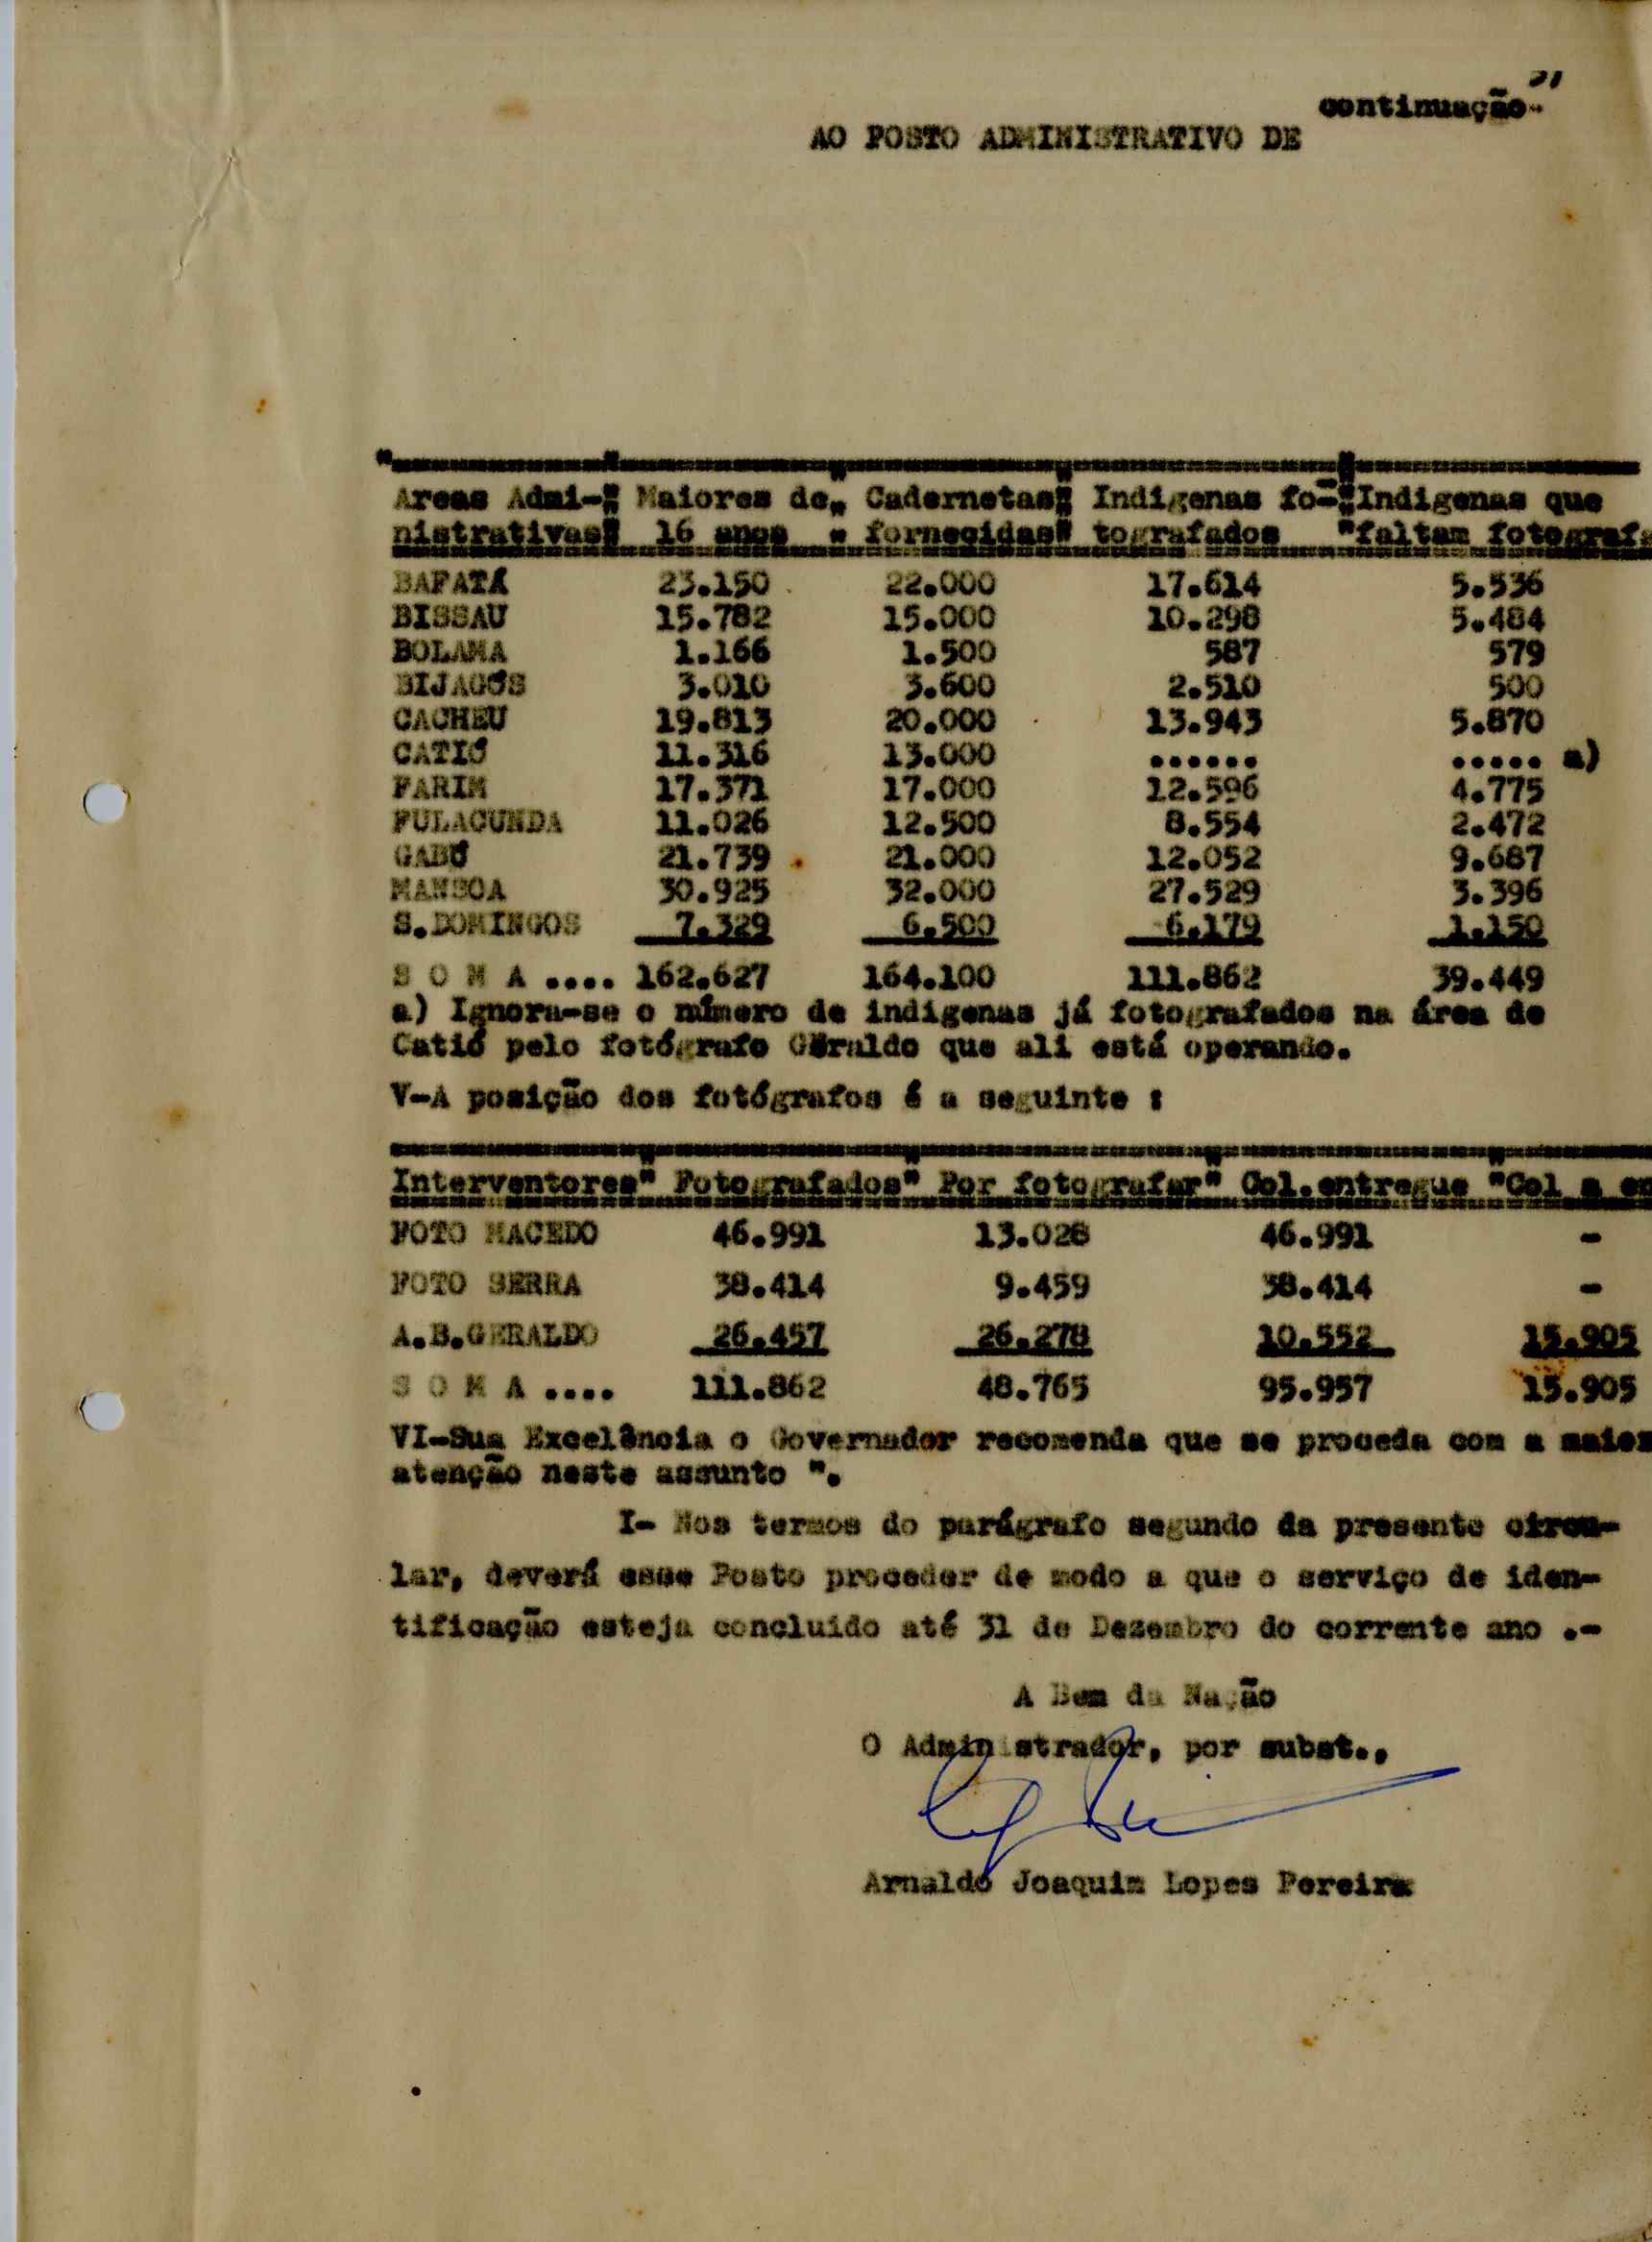 continuação-
AO POSTO ADMINISTRATIVO DE
Areas Admi-" Maiores de" Cadernetas" Indigenas fo-"Indigenas que
nistrativas" 16 anos " fornecidas" tografados "faltam fotograf
BAFATÁ 23.150 22.000 17.614 5.536
BISSAU 15.782 15.000 10.298 5.484
BOLAMA 1.166 1.500 587 579
BIJAGÓS 3.010 3.600 2.510 500
CACHEU 19.813 20.000 13.943 5.870
CATIÓ 11.316 13.000 ...... ..... a)
FARIM 17.371 17.000 12.596 4.775
FULACUNDA 11.026 12.500 8.554 2.472
GABÚ 21.739 21.000 12.052 9.687
MANSOA 30.925 32.000 27.529 3.396
S.DOMINGOS 7.329 6.500 6.179 1.150
S O M A .... 162.627 164.100 111.862 39.449
a) Ignora-se o número de indigenas já fotografados na área de
Catió pelo fotógrafo Geraldo que ali está operando.
V-A posição dos fotógrafos é a seguinte :
Interventores" Fotografados" Por fotografar" Col.entregue "Col a en
FOTO MACEDO 46.991 13.028 46.991 -
FOTO SERRA 38.414 9.459 38.414 -
A.B.GERALDO 26.457 26.278 10.552 15.905
S O M A .... 111.862 48.765 95.957 15.905
VI-Sua Excelância o Governador recomenda que se proceda com a maior
atenção neste assunto ".
I- Nos termos do parágrafo segundo da presente circu-
lar, deverá esse Posto proceder de modo a que o serviço de iden-
tificação esteja concluido até 31 de Dezembro do corrente ano .-
A Bem da Nação
O Administrador, por subst.,
Arnaldo Joaquim Lopes Pereira